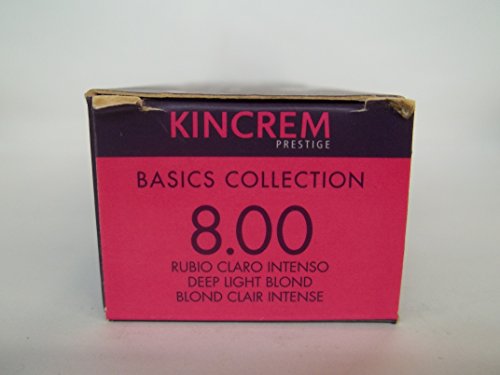 KINCREM
PRESTIGE
BASICS COLLECTION
8.00
RUBIO CLARO INTENSO
DEEP LIGHT BLOND
BLOND CLAIR INTENSE